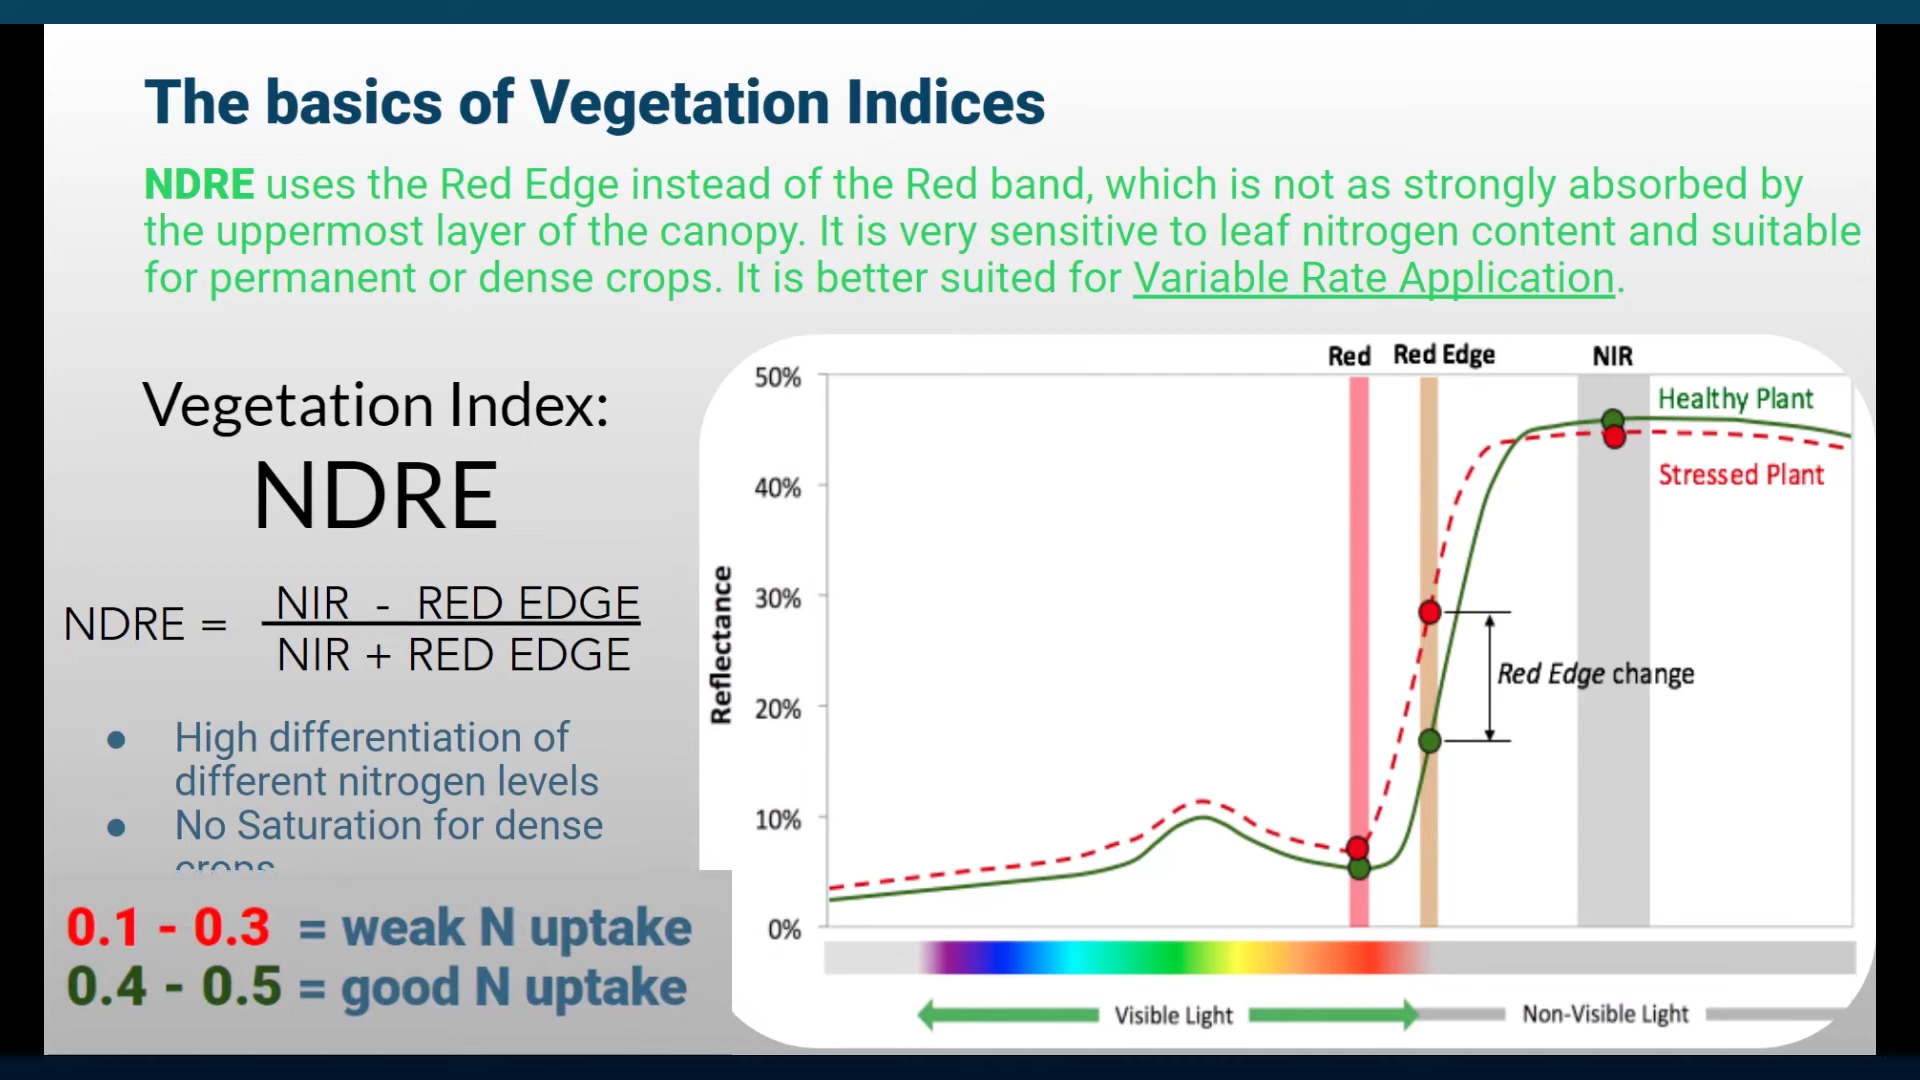 The basics of Vegetation Indices
NDRE uses the Red Edge instead of the Red band, which is not as strongly absorbed by
the uppermost layer of the canopy. It is very sensitive to leaf nitrogen content and suitable
for permanent or dense crops. It is better suited for Variable Rate Application.
Vegetation Index:
NDRE
NDRE =
NIR - RED EDGE
NIR + RED EDGE
● High differentiation of
different nitrogen levels
● No Saturation for dense
crops
0.1 - 0.3 = weak N uptake
0.4 - 0.5 = good N uptake
Red Red Edge NIR
50%
40%
30%
20%
10%
0%
Reflectance
Healthy Plant
Stressed Plant
Red Edge change
Visible Light
Non-Visible Light